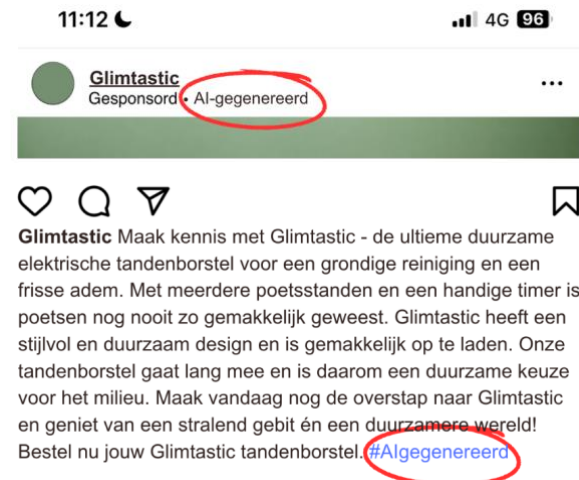 11:12
4G 96
Glimtastic
Gesponsord • AI-gegenereerd
Glimtastic Maak kennis met Glimtastic - de ultieme duurzame
elektrische tandenborstel voor een grondige reiniging en een
frisse adem. Met meerdere poetsstanden en een handige timer is
poetsen nog nooit zo gemakkelijk geweest. Glimtastic heeft een
stijlvol en duurzaam design en is gemakkelijk op te laden. Onze
tandenborstel gaat lang mee en is daarom een duurzame keuze
voor het milieu. Maak vandaag nog de overstap naar Glimtastic
en geniet van een stralend gebit én een duurzamere wereld!
Bestel nu jouw Glimtastic tandenborstel. #AIgegenereerd